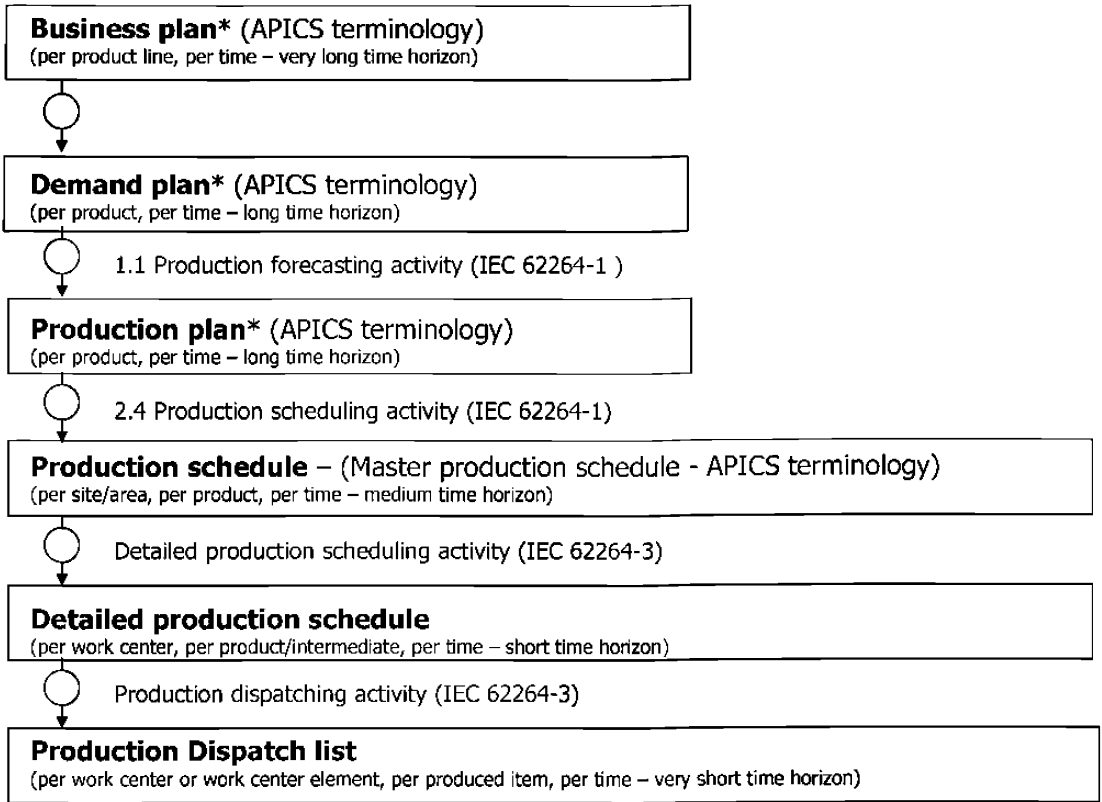 Business plan* (APICS terminology)
(per product line, per time – very long time horizon)
Demand plan* (APICS terminology)
(per product, per time – long time horizon)
1.1 Production forecasting activity (IEC 62264-1 )
Production plan* (APICS terminology)
(per product, per time – long time horizon)
2.4 Production scheduling activity (IEC 62264-1)
Production schedule – (Master production schedule - APICS terminology)
(per site/area, per product, per time – medium time horizon)
Detailed production scheduling activity (IEC 62264-3)
Detailed production schedule
(per work center, per product/intermediate, per time – short time horizon)
Production dispatching activity (IEC 62264-3)
Production Dispatch list
(per work center or work center element, per produced item, per time – very short time horizon)